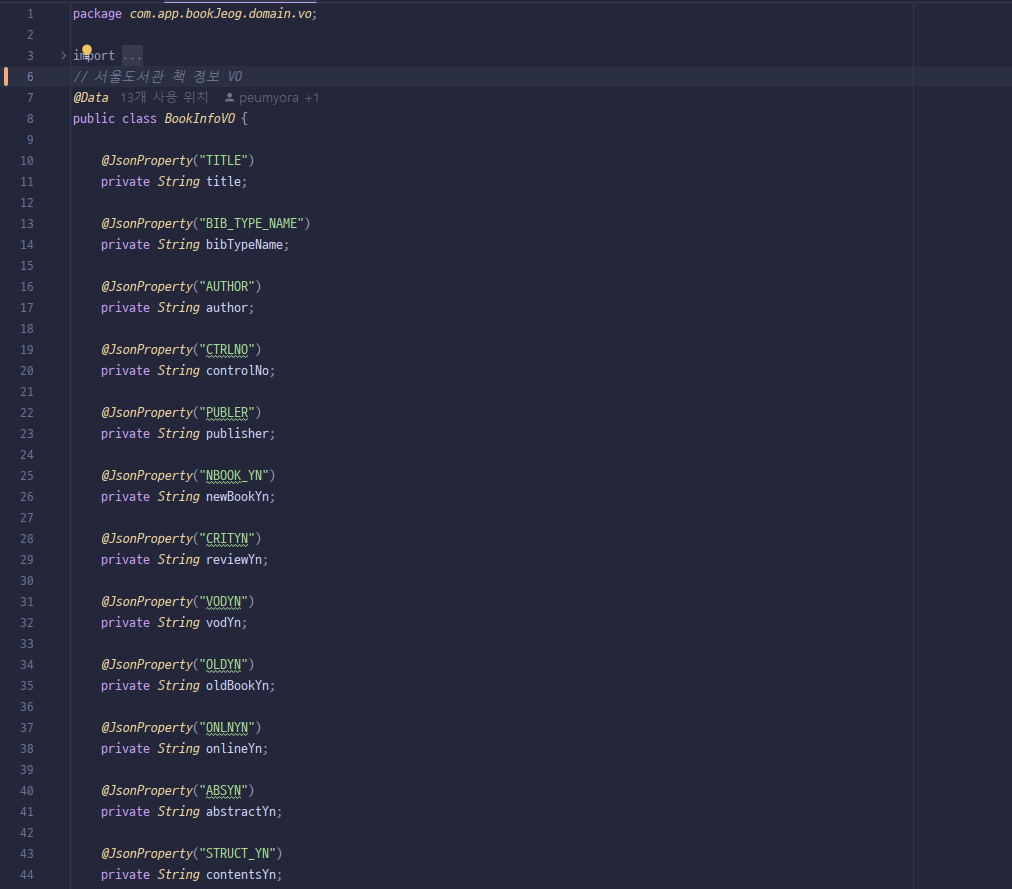 1 package com.app.bookJeog.domain.vo;
2
3 import ...
6 // 서울도서관 책 정보 VO
7 @Data 13개 사용 위치 peumyora +1
8 public class BookInfoVO {
9
10 @JsonProperty("TITLE")
11 private String title;
12
13 @JsonProperty("BIB_TYPE_NAME")
14 private String bibTypeName;
15
16 @JsonProperty("AUTHOR")
17 private String author;
18
19 @JsonProperty("CTRLNO")
20 private String controlNo;
21
22 @JsonProperty("PUBLER")
23 private String publisher;
24
25 @JsonProperty("NBOOK_YN")
26 private String newBookYn;
27
28 @JsonProperty("CRITYN")
29 private String reviewYn;
30
31 @JsonProperty("VODYN")
32 private String vodYn;
33
34 @JsonProperty("OLDYN")
35 private String oldBookYn;
36
37 @JsonProperty("ONLNYN")
38 private String onlineYn;
39
40 @JsonProperty("ABSYN")
41 private String abstractYn;
42
43 @JsonProperty("STRUCT_YN")
44 private String contentsYn;